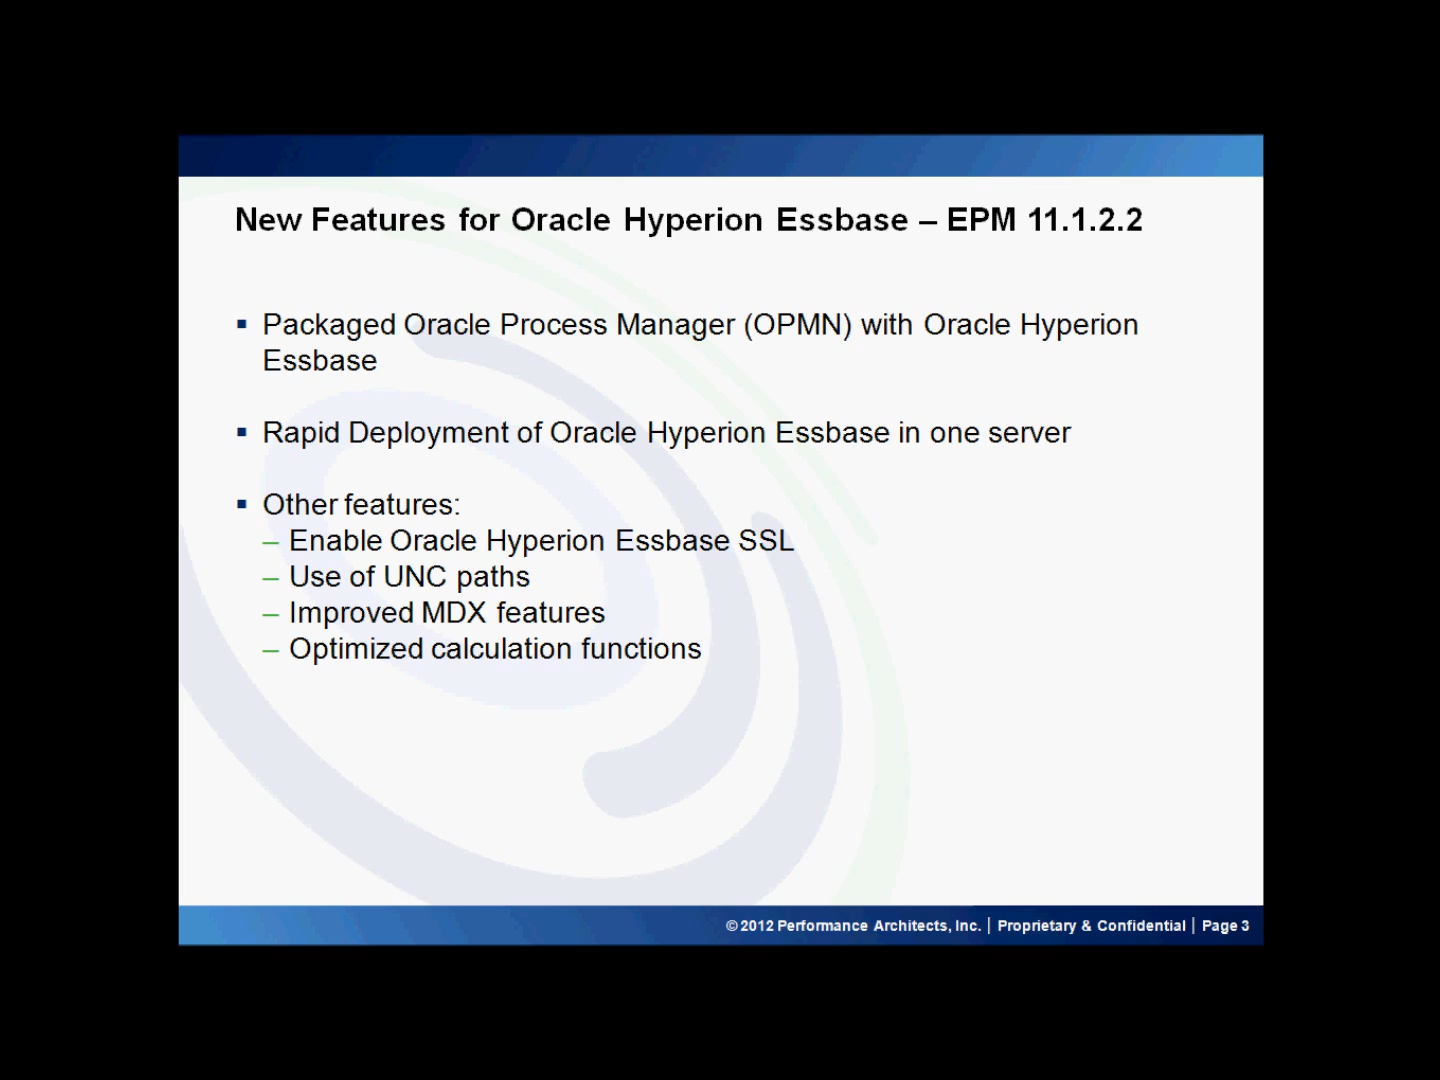 New Features for Oracle Hyperion Essbase – EPM 11.1.2.2
▪ Packaged Oracle Process Manager (OPMN) with Oracle Hyperion
Essbase
▪ Rapid Deployment of Oracle Hyperion Essbase in one server
▪ Other features:
– Enable Oracle Hyperion Essbase SSL
– Use of UNC paths
– Improved MDX features
– Optimized calculation functions
© 2012 Performance Architects, Inc. | Proprietary & Confidential | Page 3